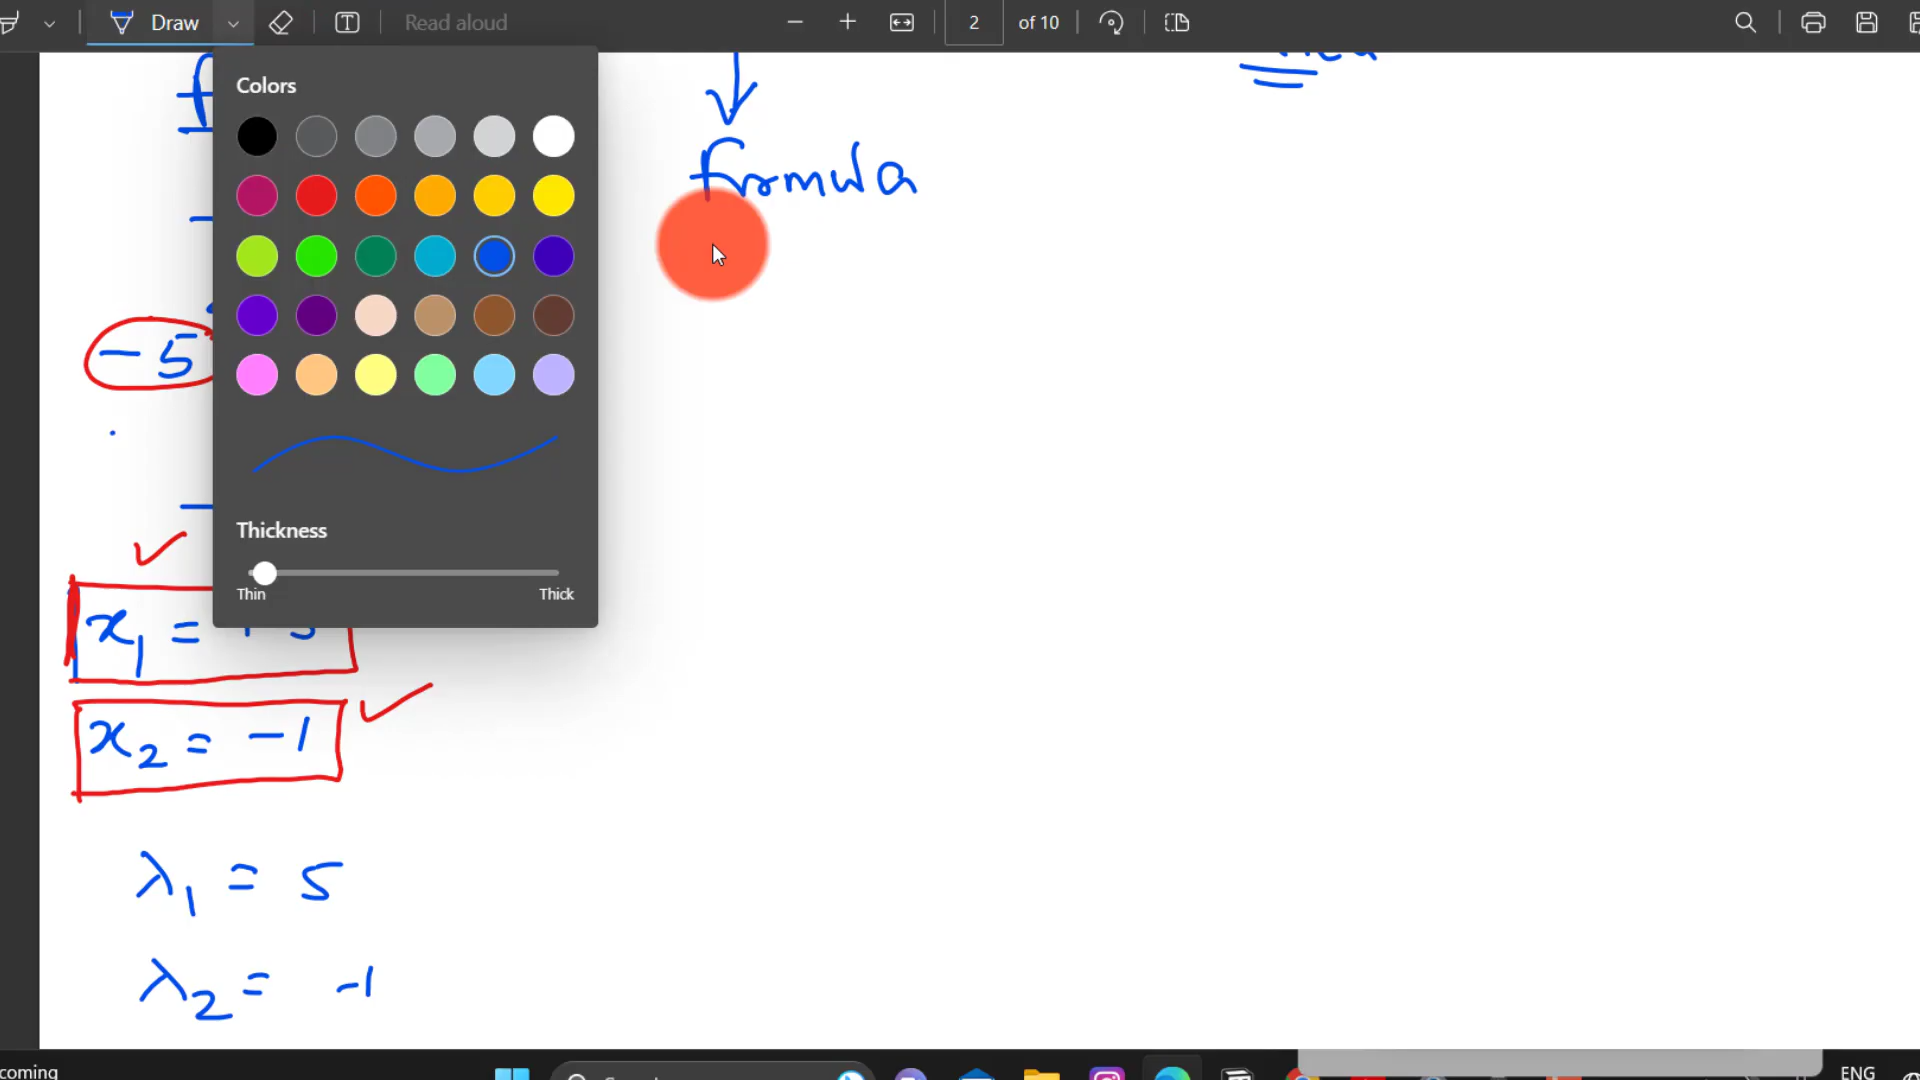 Draw
Read aloud
2 of 10
Colors
formula
- 5
Thickness
Thin
Thick
x₁ =
x₂ = -1
λ₁ = 5
λ₂ = -1
coming
ENG